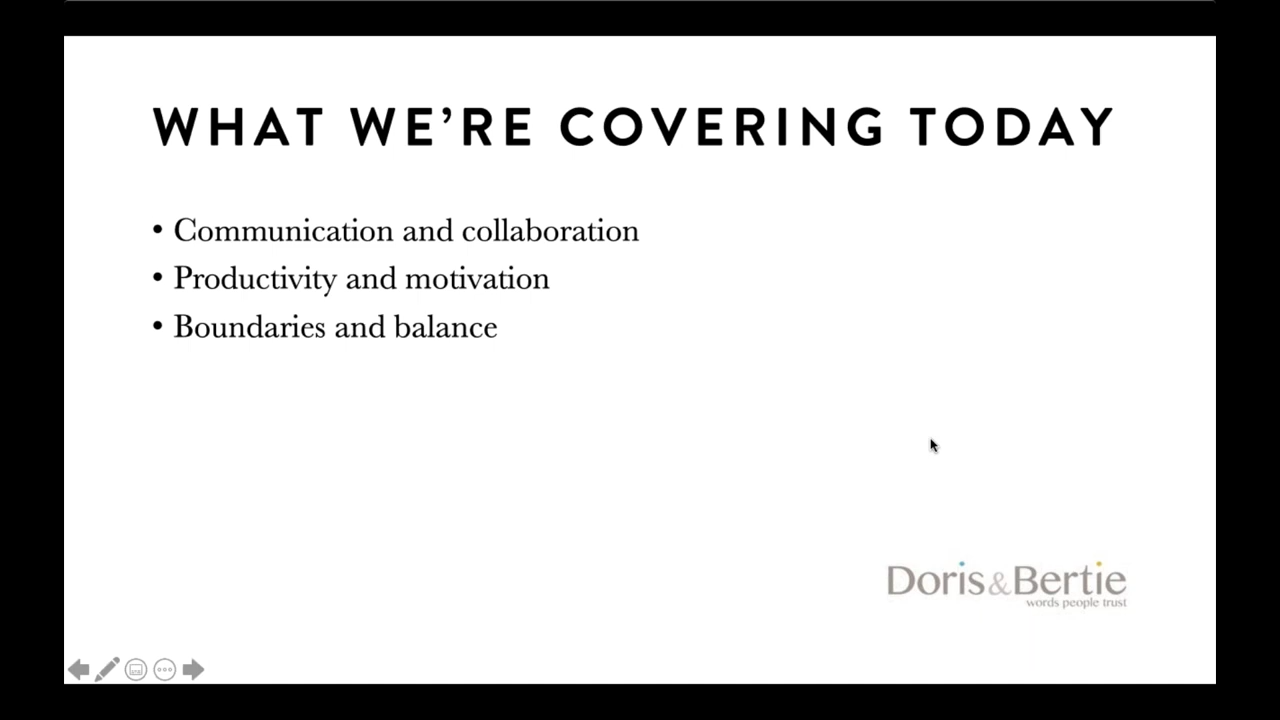 WHAT WE’RE COVERING TODAY
• Communication and collaboration
• Productivity and motivation
• Boundaries and balance
Doris&Bertie
words people trust